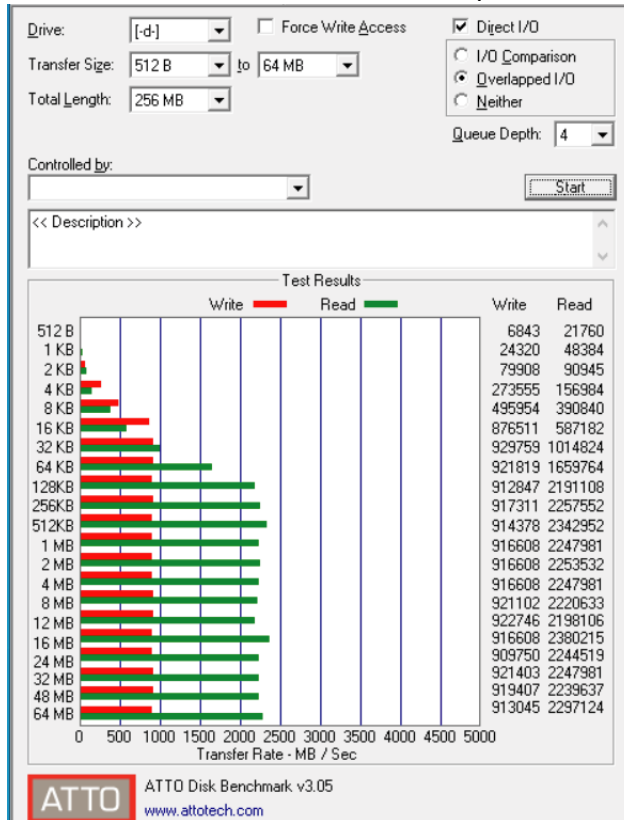 Drive: [-d-] Force Write Access Direct I/O
Transfer Size: 512 B to 64 MB I/O Comparison
Overlapped I/O
Total Length: 256 MB Neither
Queue Depth: 4
Controlled by:
Start
<< Description >>
Test Results
Write Read Write Read
512 B 6843 21760
1 KB 24320 48384
2 KB 79908 90945
4 KB 273555 156984
8 KB 495954 390840
16 KB 876511 587182
32 KB 929759 1014824
64 KB 921819 1659764
128KB 912847 2191108
256KB 917311 2257552
512KB 914378 2342952
1 MB 916608 2247981
2 MB 916608 2253532
4 MB 916608 2247981
8 MB 921102 2220633
12 MB 922746 2198106
16 MB 916608 2380215
24 MB 909750 2244519
32 MB 921403 2247981
48 MB 919407 2239637
64 MB 913045 2297124
0 500 1000 1500 2000 2500 3000 3500 4000 4500 5000
Transfer Rate - MB / Sec
ATTO ATTO Disk Benchmark v3.05
www.attotech.com